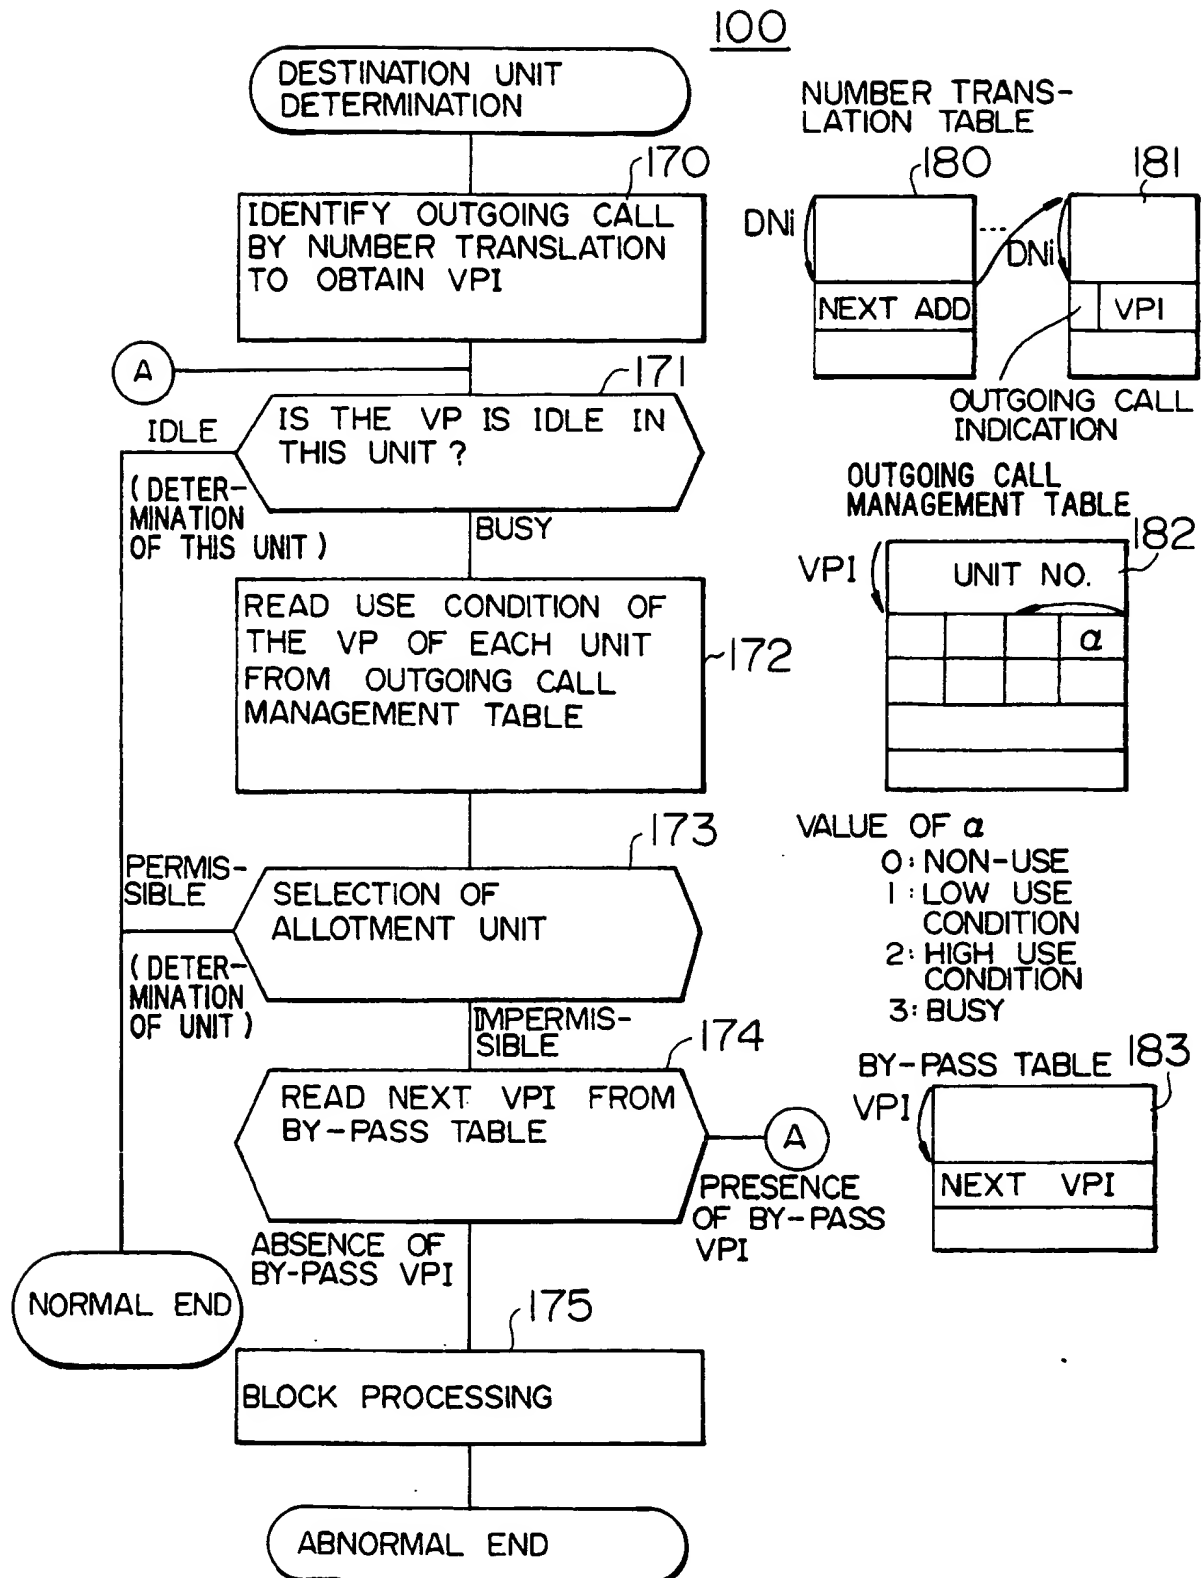 100
DESTINATION UNIT
DETERMINATION
170
IDENTIFY OUTGOING CALL
BY NUMBER TRANSLATION
TO OBTAIN VPI
A
171
IS THE VP IS IDLE IN
THIS UNIT?
IDLE
(DETER-
MINATION
OF THIS UNIT)
BUSY
READ USE CONDITION OF
THE VP OF EACH UNIT
FROM OUTGOING CALL
MANAGEMENT TABLE
172
173
PERMIS-
SIBLE
SELECTION OF
ALLOTMENT UNIT
(DETER-
MINATION
OF UNIT)
IMPERMIS-
SIBLE
174
READ NEXT VPI FROM
BY-PASS TABLE
A
PRESENCE
OF BY-PASS
VPI
ABSENCE OF
BY-PASS VPI
NORMAL END
175
BLOCK PROCESSING
ABNORMAL END
NUMBER TRANS-
LATION TABLE
180
181
DNi
DNi
NEXT ADD
VPI
OUTGOING CALL
INDICATION
OUTGOING CALL
MANAGEMENT TABLE
182
VPI
UNIT NO.
α
VALUE OF α
0: NON-USE
1: LOW USE
CONDITION
2: HIGH USE
CONDITION
3: BUSY
BY-PASS TABLE
183
VPI
NEXT VPI